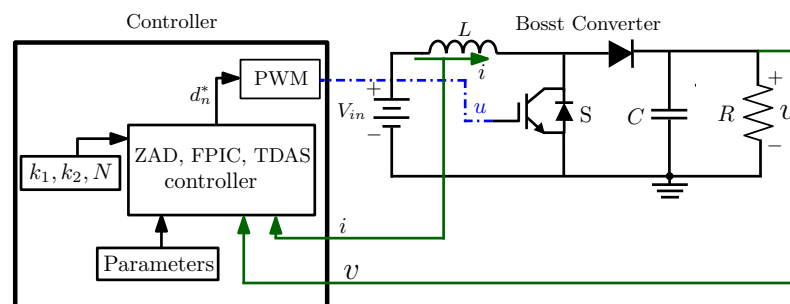 Controller
Bosst Converter
PWM
d*n
ZAD, FPIC, TDAS
controller
k1, k2, N
Parameters
i
v
L
i
+
Vin
−
u
S
C
R
+
υ
−